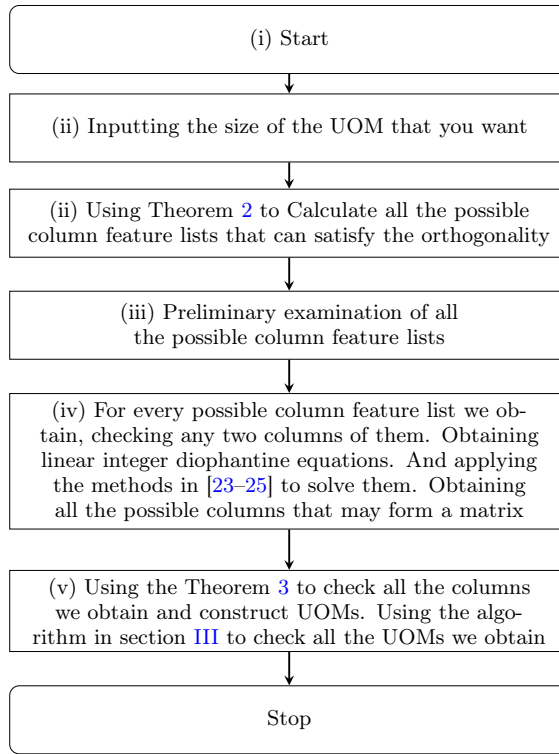 (i) Start
(ii) Inputting the size of the UOM that you want
(ii) Using Theorem 2 to Calculate all the possible
column feature lists that can satisfy the orthogonality
(iii) Preliminary examination of all
the possible column feature lists
(iv) For every possible column feature list we ob-
tain, checking any two columns of them. Obtaining
linear integer diophantine equations. And applying
the methods in [23–25] to solve them. Obtaining
all the possible columns that may form a matrix
(v) Using the Theorem 3 to check all the columns
we obtain and construct UOMs. Using the algo-
rithm in section III to check all the UOMs we obtain
Stop